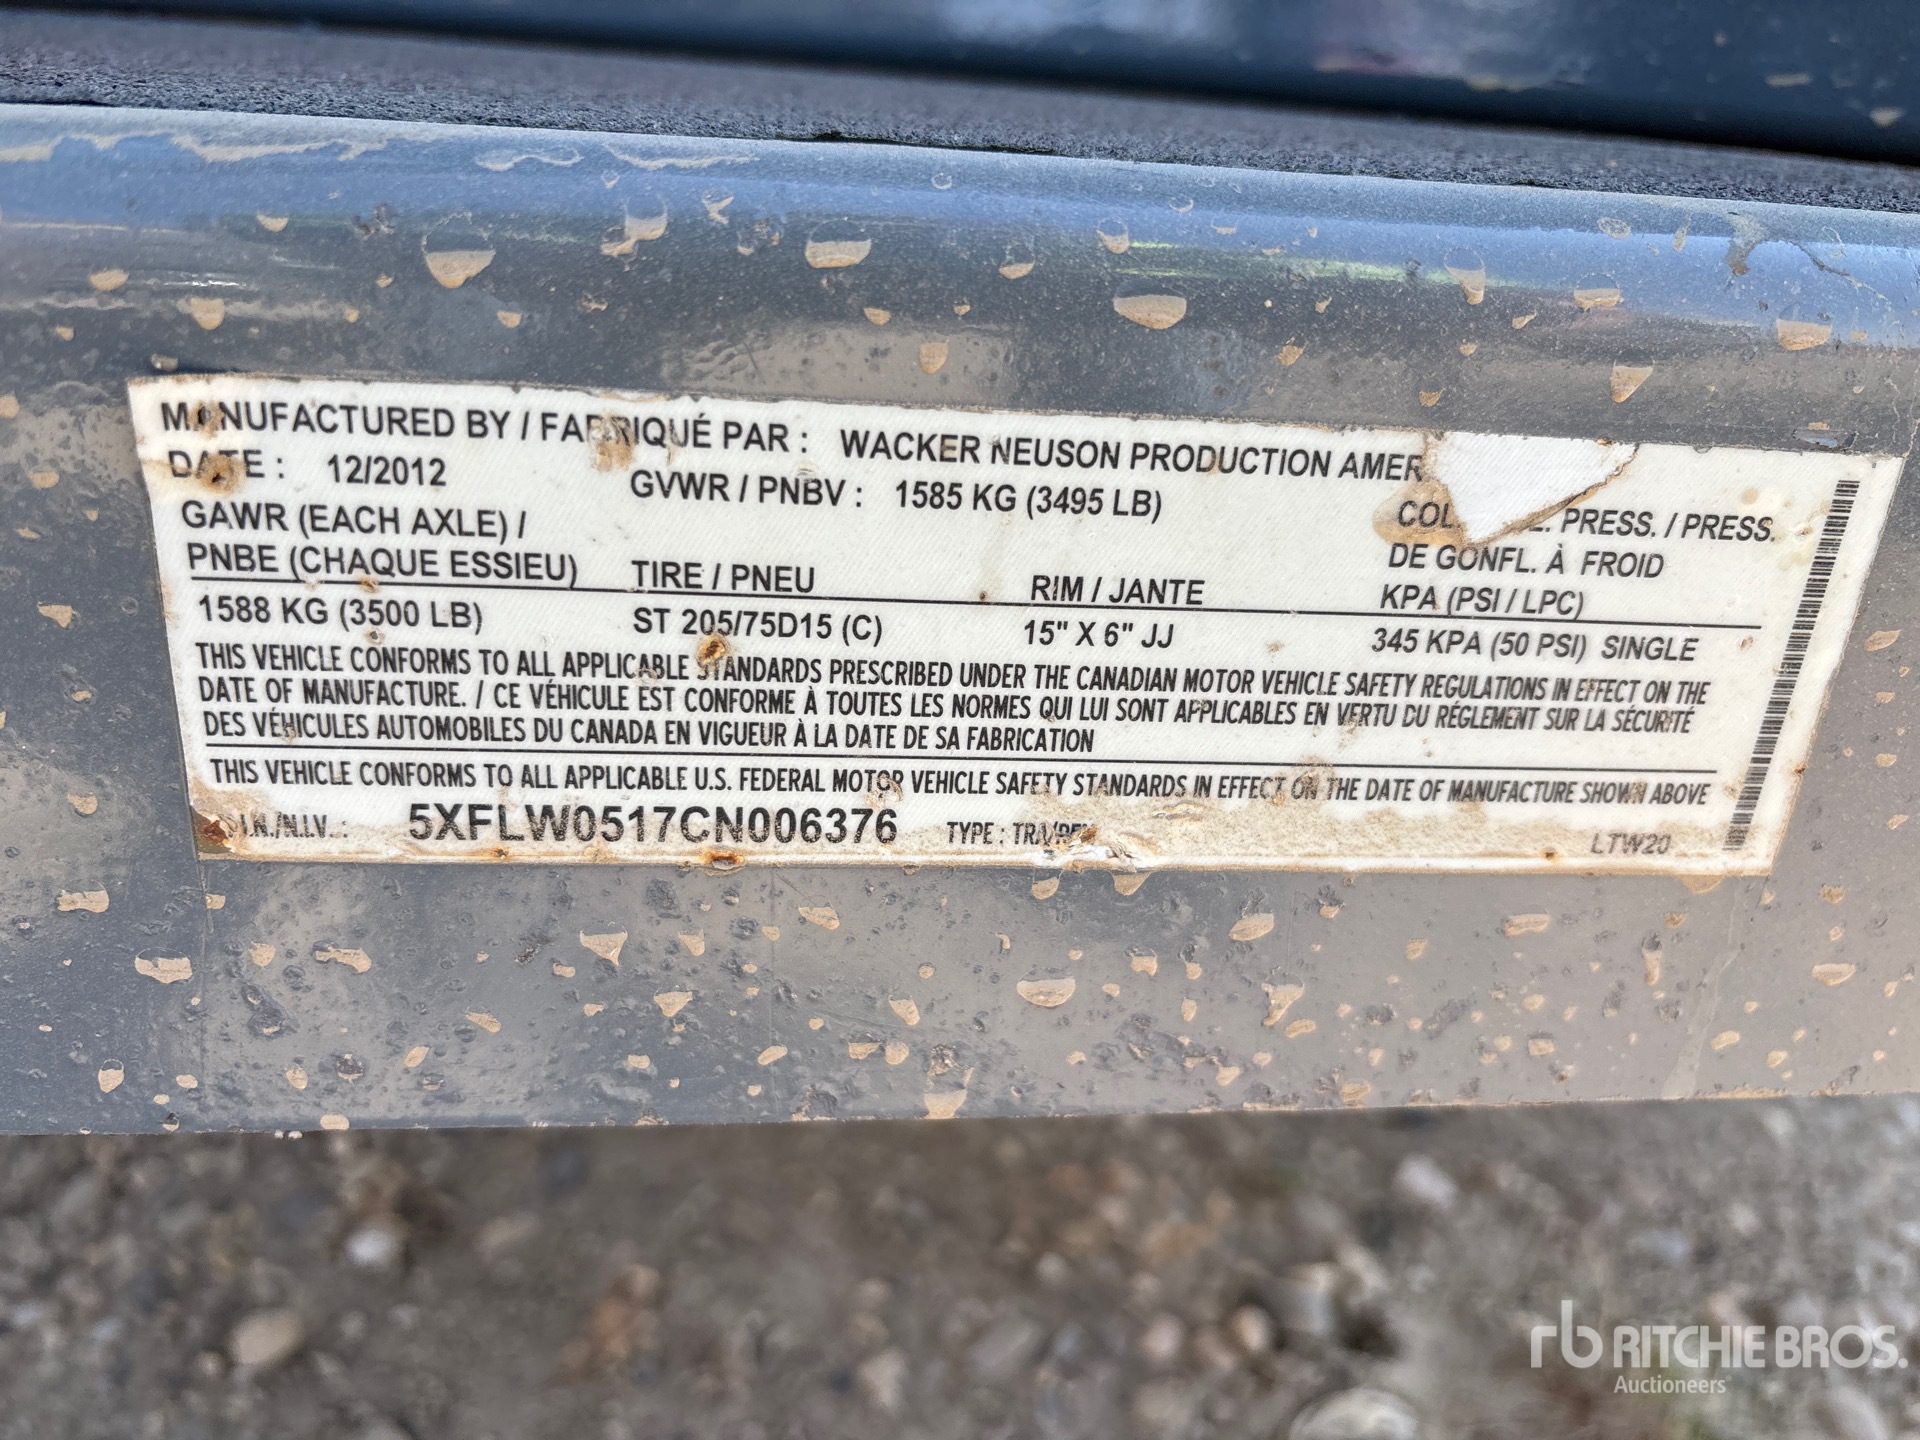 MANUFACTURED BY / FABRIQUÉ PAR : WACKER NEUSON PRODUCTION AMER
DATE : 12/2012 GVWR / PNBV : 1585 KG (3495 LB)
GAWR (EACH AXLE) / PRESS. / PRESS.
PNBE (CHAQUE ESSIEU) TIRE / PNEU RIM / JANTE DE GONFL. À FROID
KPA (PSI / LPC)
1588 KG (3500 LB) ST 205/75D15 (C) 15" X 6" JJ 345 KPA (50 PSI) SINGLE
THIS VEHICLE CONFORMS TO ALL APPLICABLE STANDARDS PRESCRIBED UNDER THE CANADIAN MOTOR VEHICLE SAFETY REGULATIONS IN EFFECT ON THE
DATE OF MANUFACTURE. / CE VÉHICULE EST CONFORME À TOUTES LES NORMES QUI LUI SONT APPLICABLES EN VERTU DU RÉGLEMENT SUR LA SÉCURITÉ
DES VÉHICULES AUTOMOBILES DU CANADA EN VIGUEUR À LA DATE DE SA FABRICATION
THIS VEHICLE CONFORMS TO ALL APPLICABLE U.S. FEDERAL MOTOR VEHICLE SAFETY STANDARDS IN EFFECT ON THE DATE OF MANUFACTURE SHOWN ABOVE
V.I.N./N.I.V. : 5XFLW0517CN006376 TYPE : LTW20
rb RITCHIE BROS.
Auctioneers